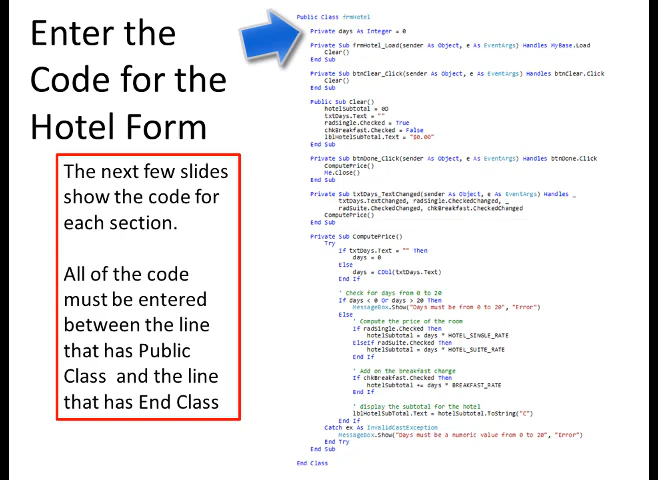 Enter the
Code for the
Hotel Form
The next few slides
show the code for
each section.
All of the code
must be entered
between the line
that has Public
Class and the line
that has End Class
Public Class frmHotel
Private days As Integer = 0
Private Sub frmHotel_Load(sender As Object, e As EventArgs) Handles MyBase.Load
Clear()
End Sub
Private Sub btnClear_Click(sender As Object, e As EventArgs) Handles btnClear.Click
Clear()
End Sub
Public Sub Clear()
hotelSubtotal = 0D
txtDays.Text = ""
radSingle.Checked = True
chkBreakfast.Checked = False
lblHotelSubTotal.Text = "$0.00"
End Sub
Private Sub btnDone_Click(sender As Object, e As EventArgs) Handles btnDone.Click
ComputePrice()
Me.Close()
End Sub
Private Sub txtDays_TextChanged(sender As Object, e As EventArgs) Handles _
txtDays.TextChanged, radSingle.CheckedChanged, _
radSuite.CheckedChanged, chkBreakfast.CheckedChanged
ComputePrice()
End Sub
Private Sub ComputePrice()
Try
If txtDays.Text = "" Then
days = 0
Else
days = CDbl(txtDays.Text)
End If
' Check for days from 0 to 20
If days < 0 Or days > 20 Then
MessageBox.Show("Days must be from 0 to 20", "Error")
Else
' Compute the price of the room
If radSingle.Checked Then
hotelSubtotal = days * HOTEL_SINGLE_RATE
ElseIf radSuite.Checked Then
hotelSubtotal = days * HOTEL_SUITE_RATE
End If
' Add on the breakfast charge
If chkBreakfast.Checked Then
hotelSubtotal += days * BREAKFAST_RATE
End If
' display the subtotal for the hotel
lblHotelSubTotal.Text = hotelSubtotal.ToString("C")
End If
Catch ex As InvalidCastException
MessageBox.Show("Days must be a numeric value from 0 to 20", "Error")
End Try
End Sub
End Class